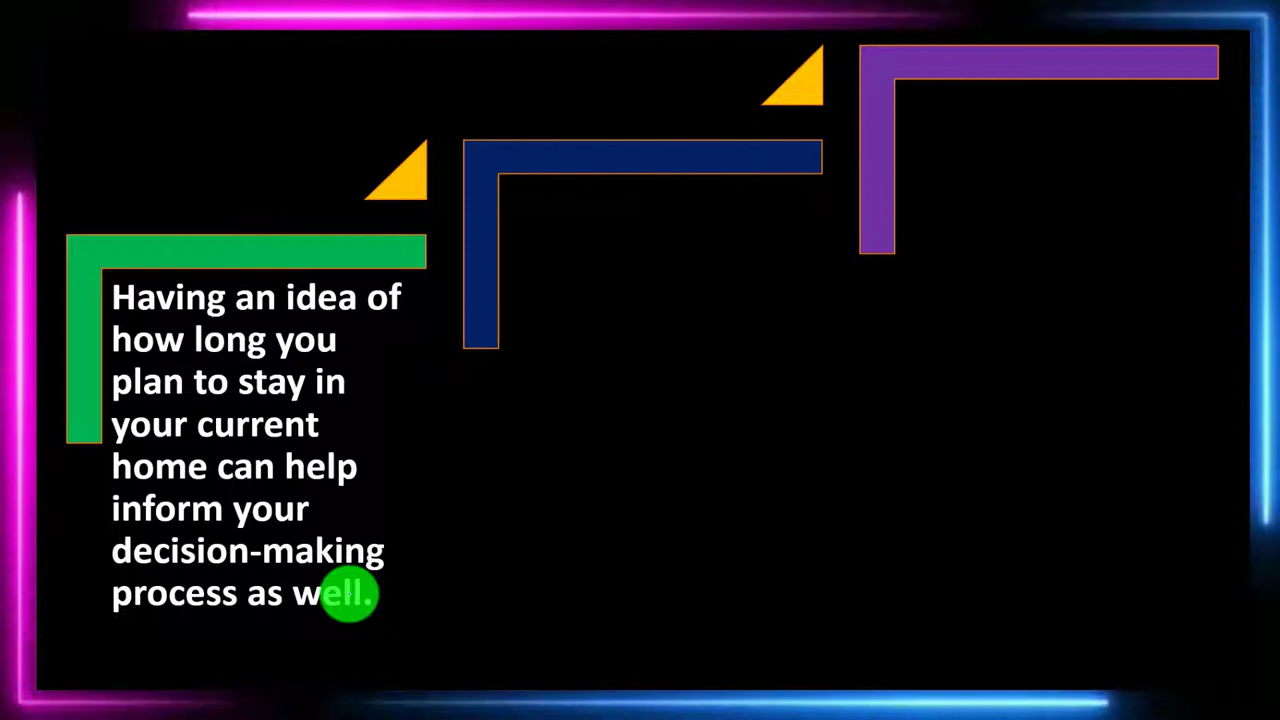 Having an idea of
how long you
plan to stay in
your current
home can help
inform your
decision-making
process as well.